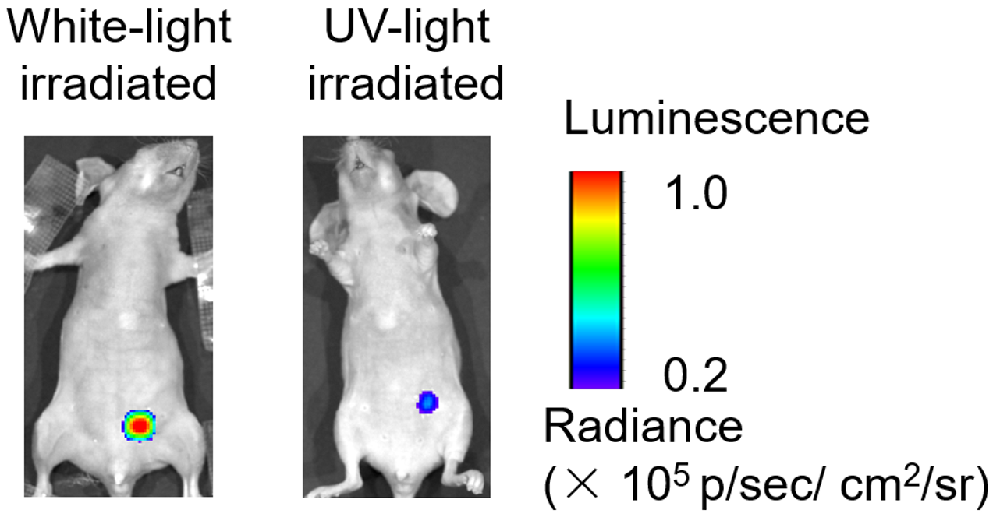 White-light
irradiated
UV-light
irradiated
Luminescence
1.0
0.2
Radiance
(× 10⁵ p/sec/ cm²/sr)